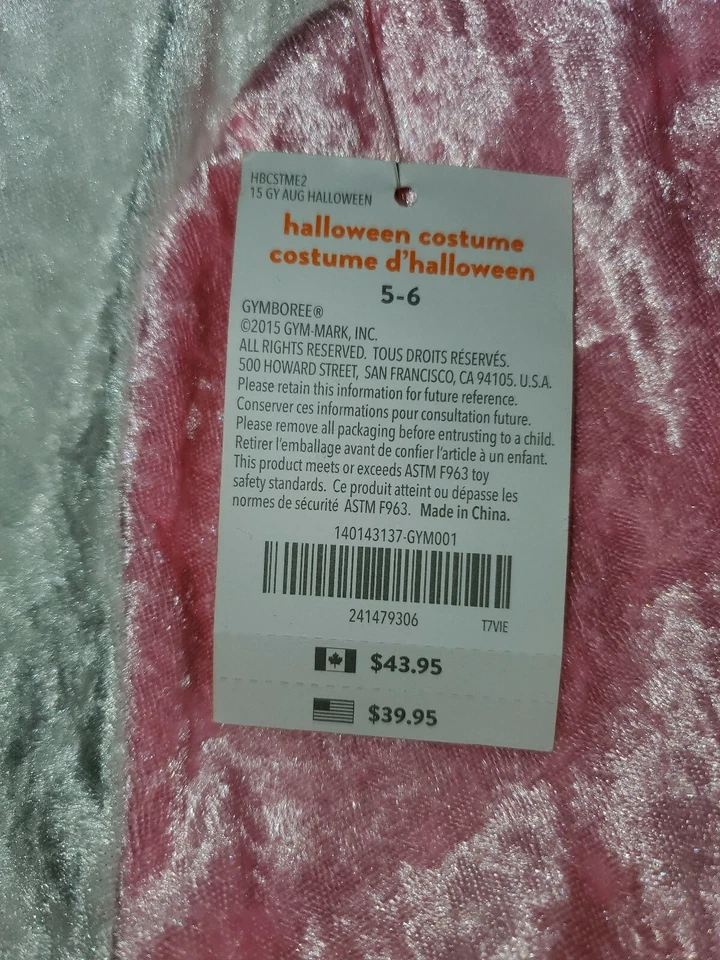 HBCSTME2
15 GY AUG HALLOWEEN
halloween costume
costume d'halloween
5-6
GYMBOREE®
©2015 GYM-MARK, INC.
ALL RIGHTS RESERVED. TOUS DROITS RÉSERVÉS.
500 HOWARD STREET, SAN FRANCISCO, CA 94105. U.S.A.
Please retain this information for future reference.
Conserver ces informations pour consultation future.
Please remove all packaging before entrusting to a child.
Retirer l'emballage avant de confier l'article à un enfant.
This product meets or exceeds ASTM F963 toy
safety standards. Ce produit atteint ou dépasse les
normes de sécurité ASTM F963. Made in China.
140143137-GYM001
241479306
T7VIE
$43.95
$39.95